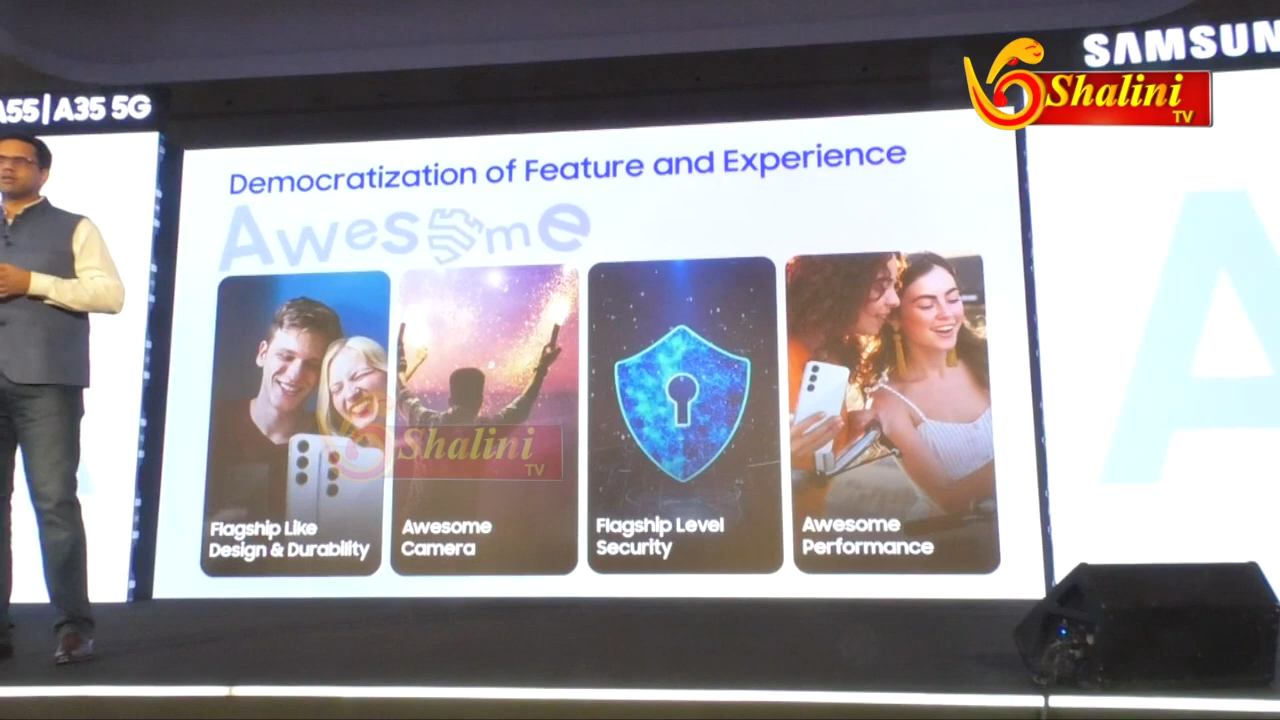 SAMSUN
Shalini
TV
A55|A35 5G
Democratization of Feature and Experience
Awesome
Shalini
TV
Flagship Like
Design & Durability
Awesome
Camera
Flagship Level
Security
Awesome
Performance
A